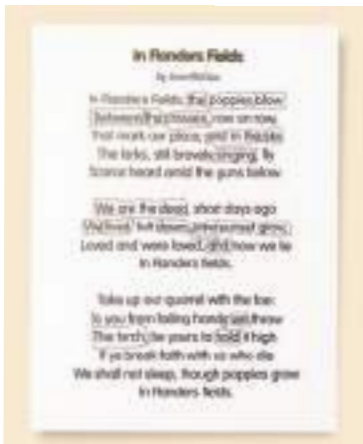 In Flanders Fields
by John McCrae
In Flanders Fields, the poppies blow
Between the crosses, row on row,
That mark our place, and in the sky
The larks, still bravely singing, fly
Scarce heard amid the guns below.
We are the dead, short days ago
We lived, felt dawn, saw sunset glow,
Loved and were loved, and now we lie
In Flanders fields.
Take up our quarrel with the foe:
To you from failing hands we throw
The torch; be yours to hold it high
If ye break faith with us who die
We shall not sleep, though poppies grow
In Flanders fields.